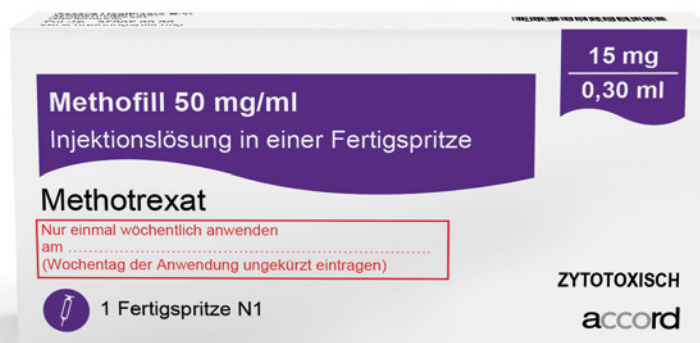 15 mg
0,30 ml
Methofill 50 mg/ml
Injektionslösung in einer Fertigspritze
Methotrexat
Nur einmal wöchentlich anwenden
am ........................................................................
(Wochentag der Anwendung ungekürzt eintragen)
1 Fertigspritze N1
ZYTOTOXISCH
accord